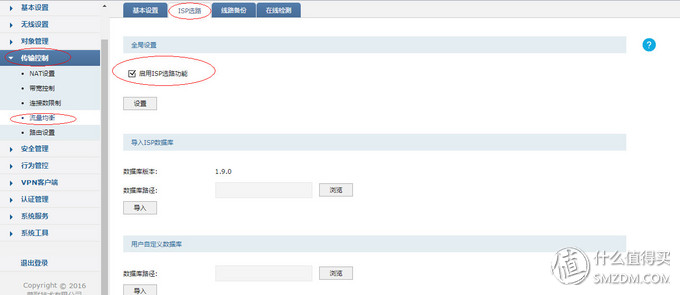 基本设置
无线设置
对象管理
传输控制
NAT设置
带宽控制
连接数限制
流量均衡
路由设置
安全管理
行为管控
VPN客户端
认证管理
系统服务
系统工具
退出登录
Copyright © 2016
基本设置 ISP选路 线路备份 在线检测
全局设置
?
启用ISP选路功能
设置
导入ISP数据库
数据库版本: 1.9.0
数据库路径: 浏览
导入
用户自定义数据库
数据库路径: 浏览
导入
值 什么值得买
SMZDM.COM